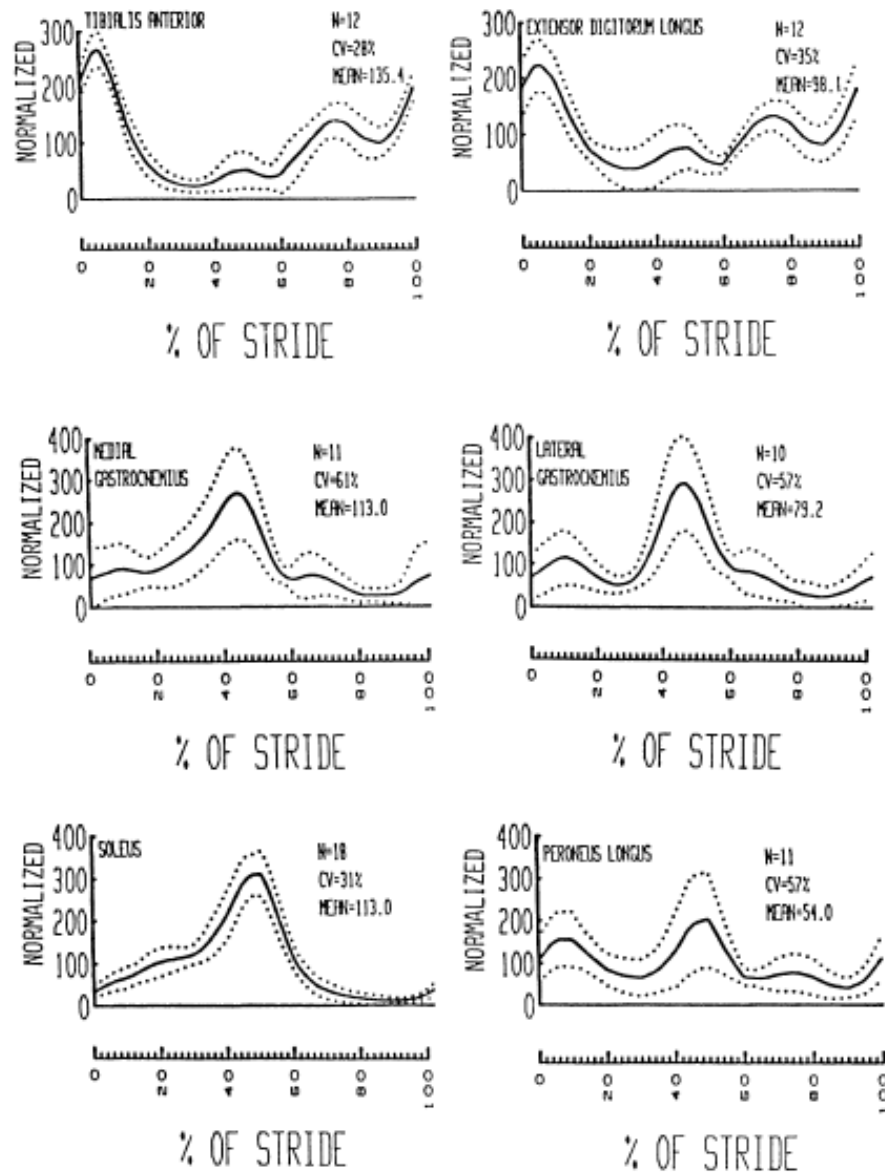 TIBIALIS ANTERIOR
N=12
CV=28%
MEAN=135.4
NORMALIZED
300
200
100
0
0 20 40 60 80 100
% OF STRIDE
EXTENSOR DIGITORUM LONGUS
N=12
CV=35%
MEAN=98.1
NORMALIZED
300
200
100
0
0 20 40 60 80 100
% OF STRIDE
MEDIAL
GASTROCNEMIUS
N=11
CV=61%
MEAN=113.0
NORMALIZED
400
300
200
100
0
0 20 40 60 80 100
% OF STRIDE
LATERAL
GASTROCNEMIUS
N=10
CV=57%
MEAN=79.2
NORMALIZED
400
300
200
100
0
0 20 40 60 80 100
% OF STRIDE
SOLEUS
N=18
CV=31%
MEAN=113.0
NORMALIZED
400
300
200
100
0
0 20 40 60 80 100
% OF STRIDE
PERONEUS LONGUS
N=11
CV=57%
MEAN=54.0
NORMALIZED
400
300
200
100
0
0 20 40 60 80 100
% OF STRIDE